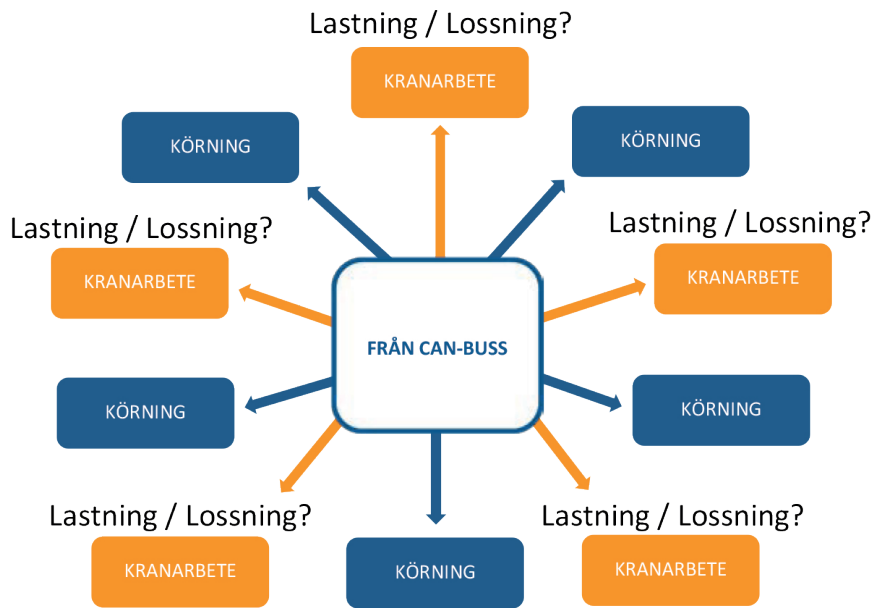 Lastning / Lossning?
KRANARBETE
KÖRNING
KÖRNING
Lastning / Lossning?
KRANARBETE
Lastning / Lossning?
KRANARBETE
FRÅN CAN-BUSS
KÖRNING
KÖRNING
Lastning / Lossning?
KRANARBETE
KÖRNING
Lastning / Lossning?
KRANARBETE